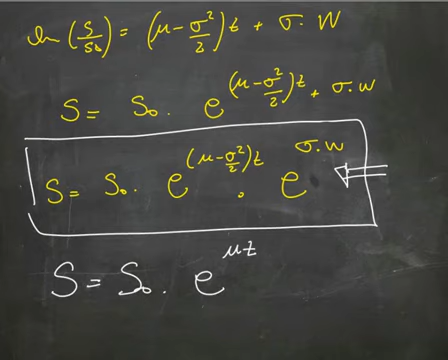 ln (S/S₀) = (μ-σ²/2)t + σ. W
S = S₀. e^(μ-σ²/2)t + σ.W
S = S₀. e^(μ-σ²/2)t . e^σ.W
S = S₀. e^μt